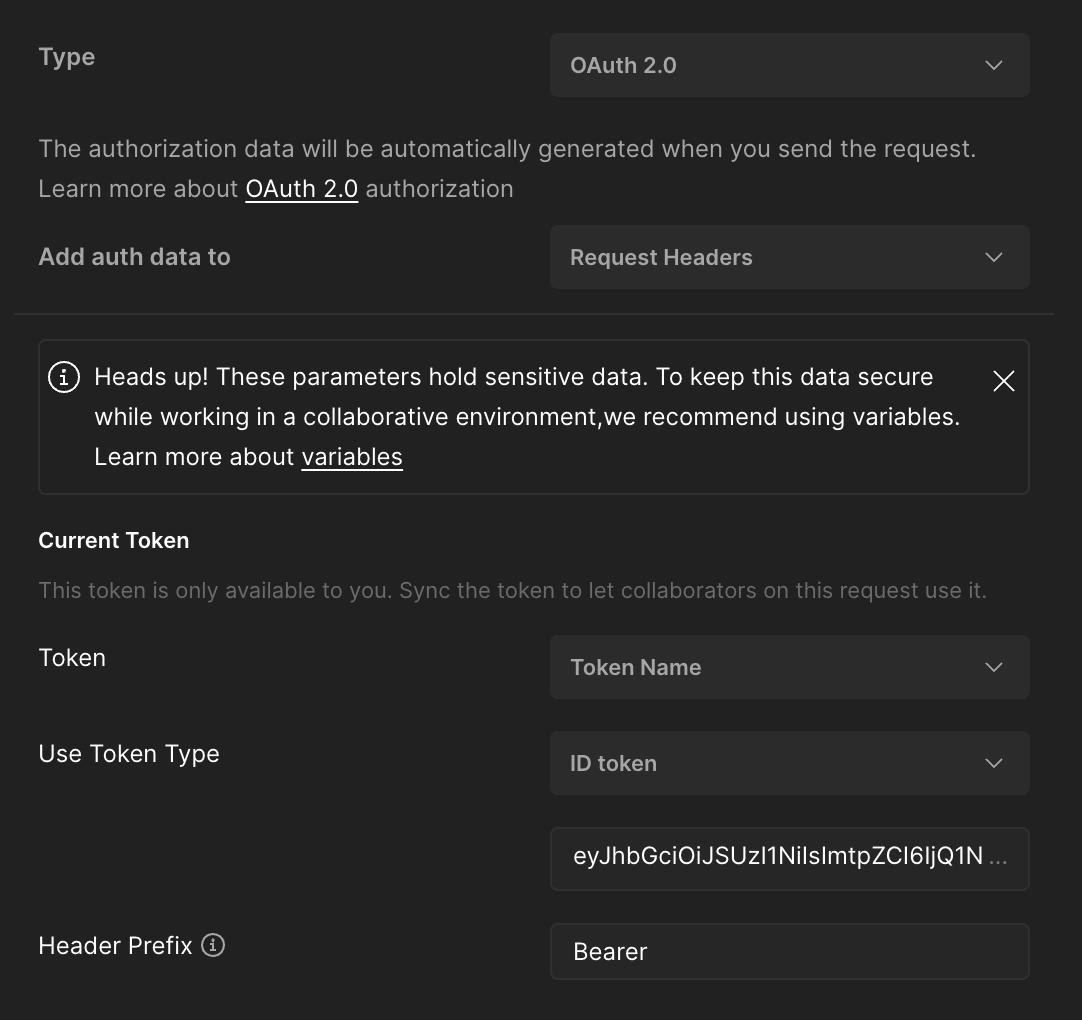 Type
OAuth 2.0
The authorization data will be automatically generated when you send the request.
Learn more about OAuth 2.0 authorization
Add auth data to
Request Headers
Heads up! These parameters hold sensitive data. To keep this data secure
while working in a collaborative environment,we recommend using variables.
Learn more about variables
Current Token
This token is only available to you. Sync the token to let collaborators on this request use it.
Token
Token Name
Use Token Type
ID token
eyJhbGciOiJSUzI1NiIsImtpZCI6IjQ1N ...
Header Prefix
Bearer